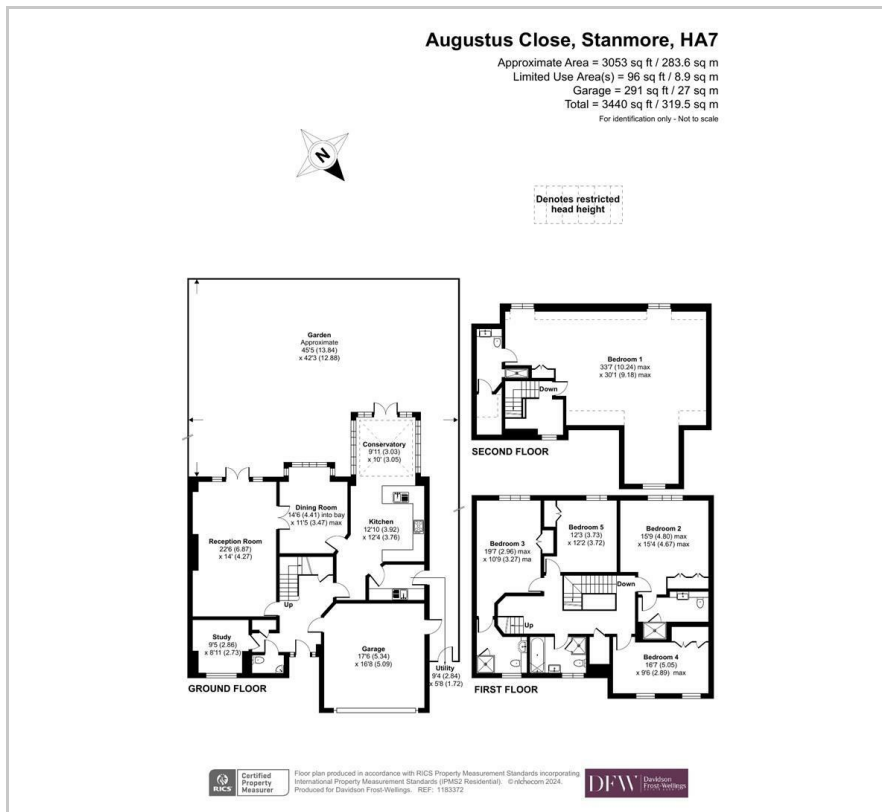 Augustus Close, Stanmore, HA7
Approximate Area = 3053 sq ft / 283.6 sq m
Limited Use Area(s) = 96 sq ft / 8.9 sq m
Garage = 291 sq ft / 27 sq m
Total = 3440 sq ft / 319.5 sq m
For identification only - Not to scale
N
Denotes restricted
head height
Garden
Approximate
45'5 (13.84)
x 42'3 (12.88)
Conservatory
9'11 (3.03)
x 10' (3.05)
Dining Room
14'6 (4.41) into bay
x 11'5 (3.47) max
Kitchen
12'10 (3.92)
x 12'4 (3.76)
Reception Room
22'6 (6.87)
x 14' (4.27)
Up
Study
9'5 (2.86)
x 8'11 (2.73)
Garage
17'6 (5.34)
x 16'8 (5.09)
Utility
9'4 (2.84)
x 5'8 (1.72)
GROUND FLOOR
Bedroom 1
33'7 (10.24) max
x 30'1 (9.18) max
Down
SECOND FLOOR
Bedroom 3
19'7 (2.96) max
x 10'9 (3.27) ma
Bedroom 5
12'3 (3.73)
x 12'2 (3.72)
Bedroom 2
15'9 (4.80) max
x 15'4 (4.67) max
Down
Up
Bedroom 4
16'7 (5.05)
x 9'6 (2.89) max
FIRST FLOOR
RICS
Certified
Property
Measurer
Floor plan produced in accordance with RICS Property Measurement Standards incorporating
International Property Measurement Standards (IPMS2 Residential). © nichecom 2024.
Produced for Davidson Frost-Wellings. REF: 1183372
DFW
Davidson
Frost-Wellings